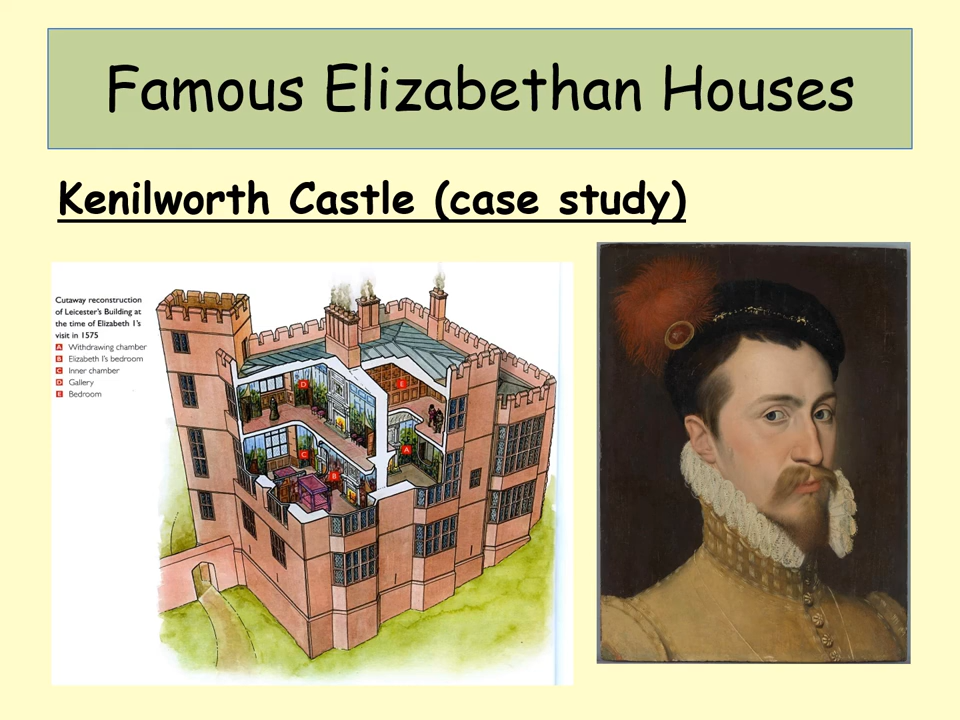 Famous Elizabethan Houses
Kenilworth Castle (case study)
Cutaway reconstruction
of Leicester's Building at
the time of Elizabeth I's
visit in 1575
A Withdrawing chamber
B Elizabeth I's bedroom
C Inner chamber
D Gallery
E Bedroom
D
E
C
A
B